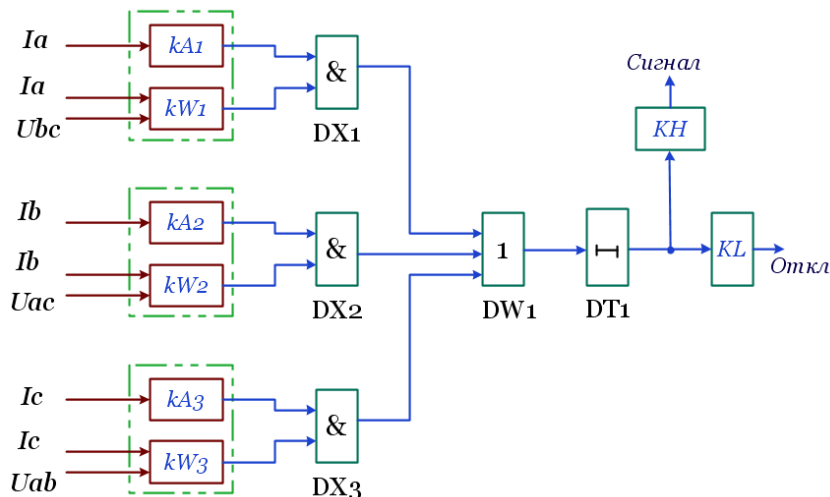 Ia
kA1
Ia
kW1
Ubc
&
DX1
Сигнал
KH
Ib
kA2
Ib
kW2
Uac
&
DX2
1
DW1
DT1
KL
Откл
Ic
kA3
Ic
kW3
Uab
&
DX3